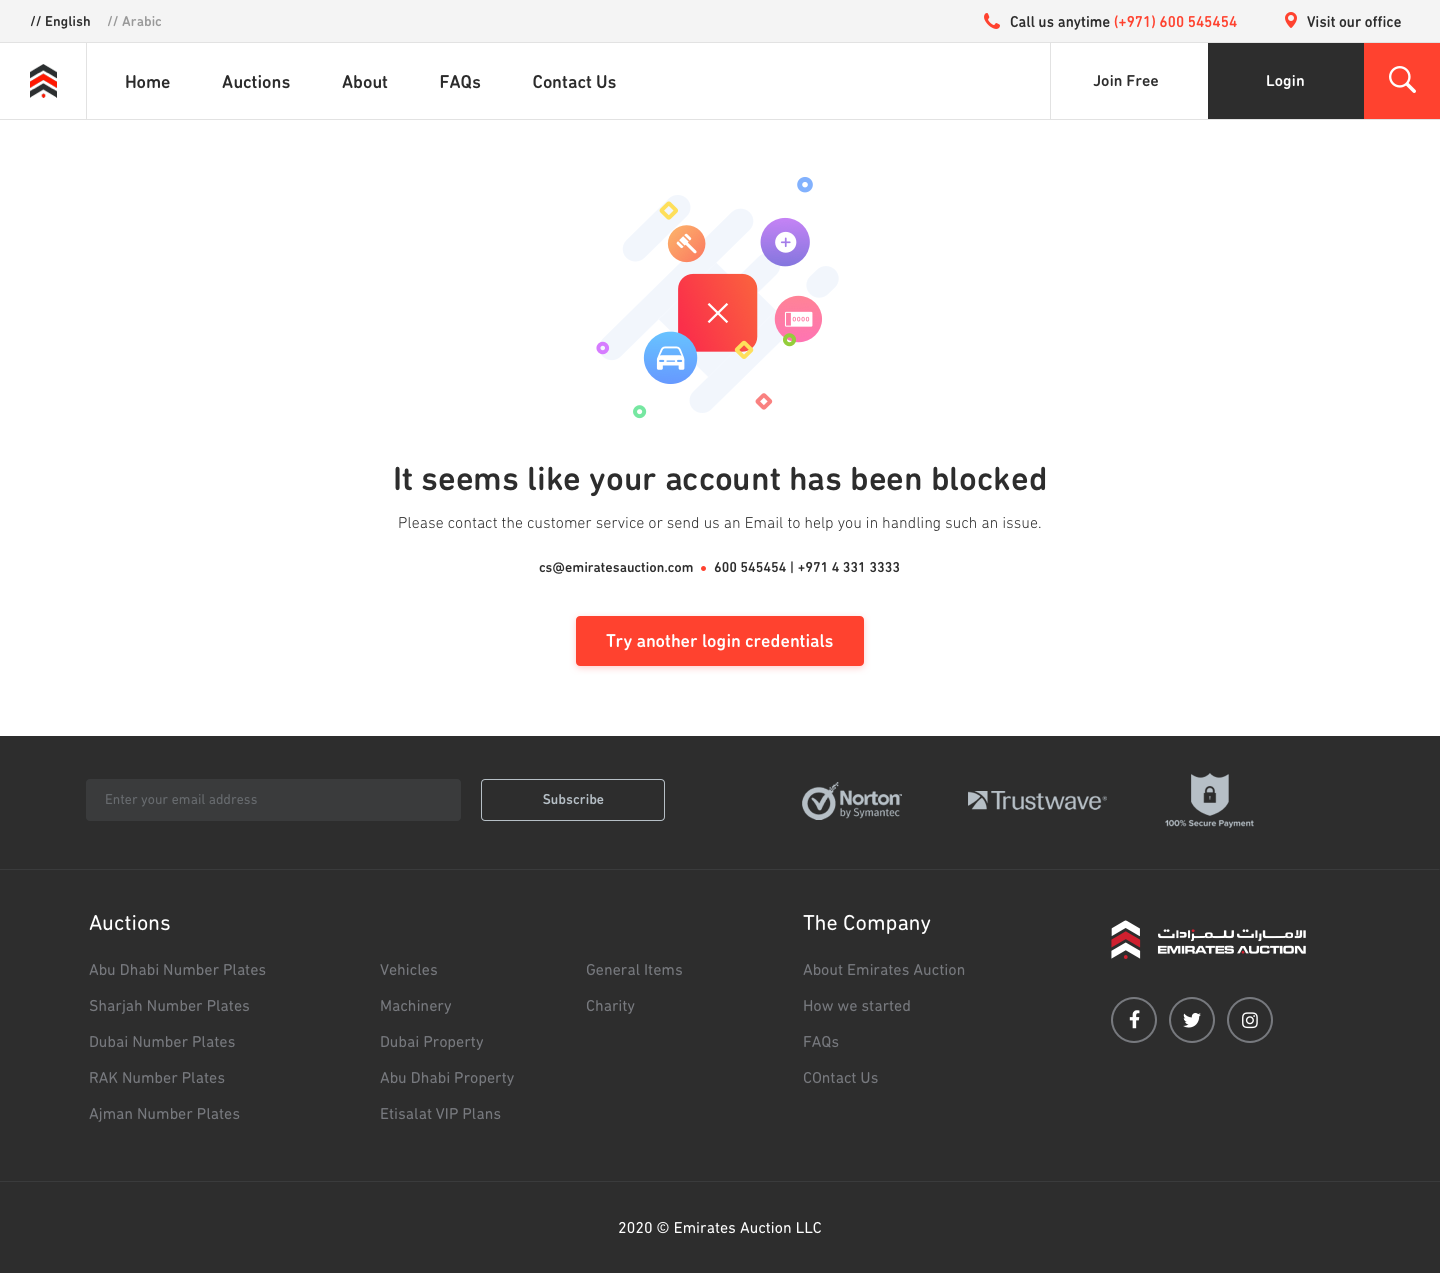 // English // Arabic
Call us anytime (+971) 600 545454 Visit our office
Home Auctions About FAQs Contact Us Join Free Login
0000
It seems like your account has been blocked
Please contact the customer service or send us an Email to help you in handling such an issue.
cs@emiratesauction.com • 600 545454 | +971 4 331 3333
Try another login credentials
Enter your email address Subscribe
Norton
by Symantec
Trustwave®
100% Secure Payment
Auctions
Abu Dhabi Number Plates
Sharjah Number Plates
Dubai Number Plates
RAK Number Plates
Ajman Number Plates
Vehicles
Machinery
Dubai Property
Abu Dhabi Property
Etisalat VIP Plans
General Items
Charity
The Company
About Emirates Auction
How we started
FAQs
COntact Us
الامارات للمزادات
EMIRATES AUCTION
2020 © Emirates Auction LLC